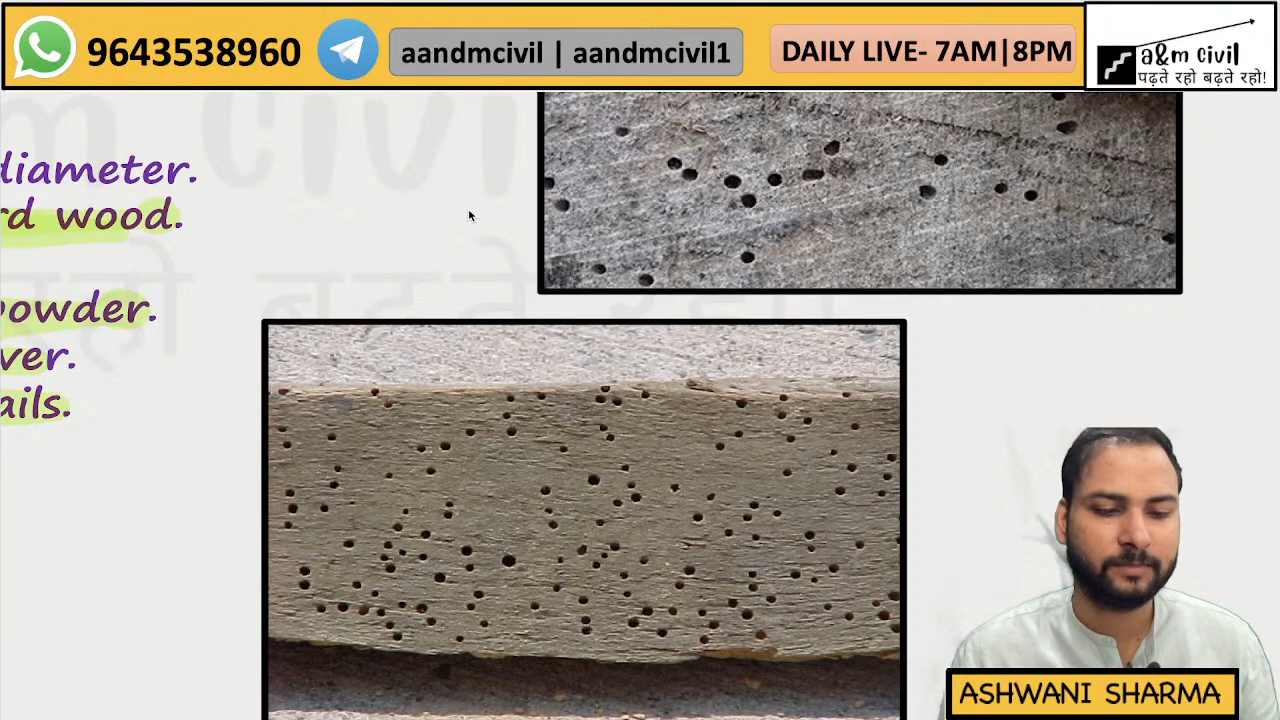 9643538960
aandmcivil | aandmcivil1
DAILY LIVE- 7AM|8PM
a&m civil
पढ़ते रहो बढ़ते रहो!
m civil
diameter.
rd wood.
powder.
ver.
ails.
ASHWANI SHARMA